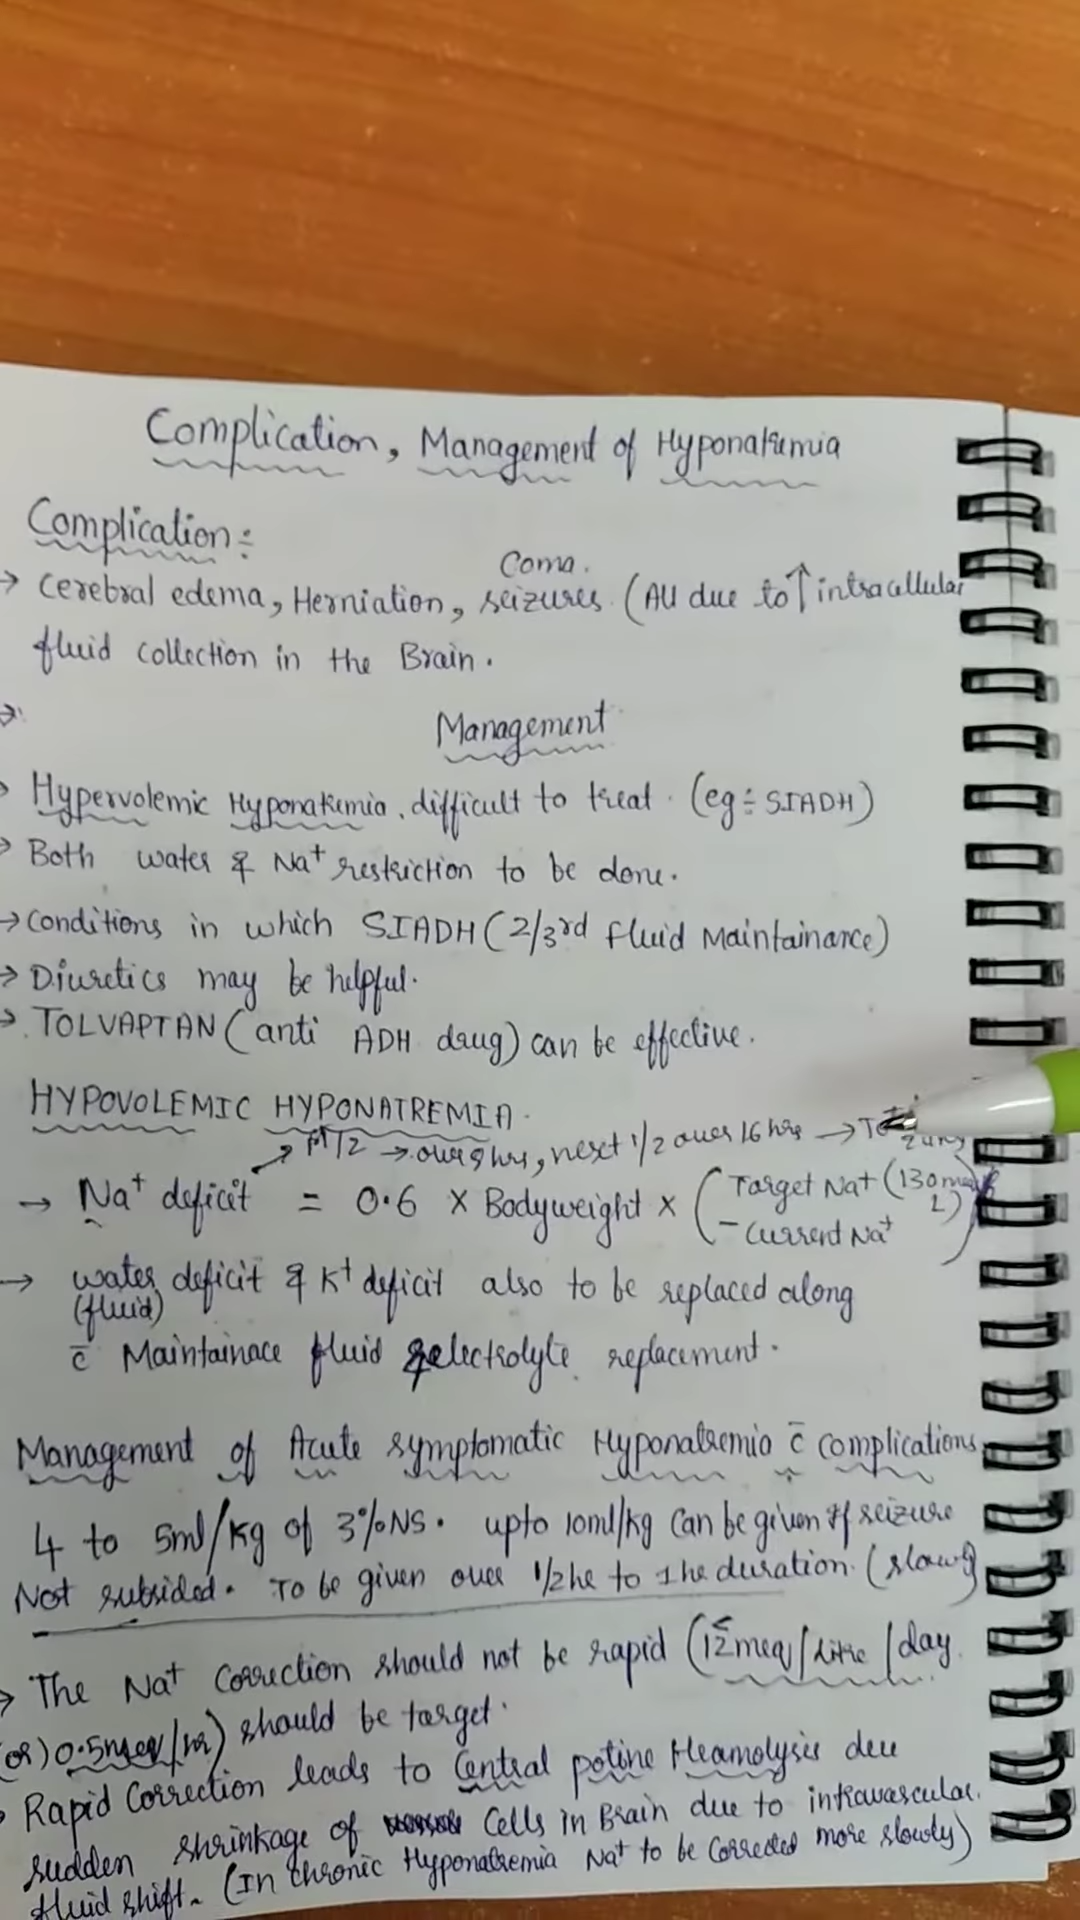 Complication, Management of Hyponatremia
Complication:
Coma.
→ Cerebral edema, Herniation, seizures. (All due to ↑ intracellular
fluid collection in the Brain.
→
Management
Hypervolemic Hyponatremia, difficult to treat. (eg: SIADH)
Both water & Na+ restriction to be done.
→ Conditions in which SIADH (2/3rd fluid Maintainance)
→ Diuretics may be helpful.
→ TOLVAPTAN (anti ADH drug) can be effective.
HYPOVOLEMIC HYPONATREMIA.
→ over 8 hrs, next 1/2 over 16 hrs →
→ Na+ deficit = 0.6 × Bodyweight × (Target Na+ (130 meq/
L)
- Current Na+)
→ water deficit & K+ deficit also to be replaced along
(fluid)
c̄ Maintainace fluid & electrolyte replacement.
Management of Acute symptomatic Hyponatremia c̄ complications
4 to 5ml/kg of 3% NS. upto 10ml/kg can be given if seizure
Not subsided. To be given over 1/2 hr to 1 hr duration. (slowly)
→ The Na+ Correction should not be rapid (≤12 meq/Litre/day
(or) 0.5meq/hr) should be target.
Rapid Correction leads to Central potine Heamolysis due
sudden shrinkage of Cells in Brain due to intravascular
fluid shift. (In chronic Hyponatremia Na+ to be corrected more slowly)